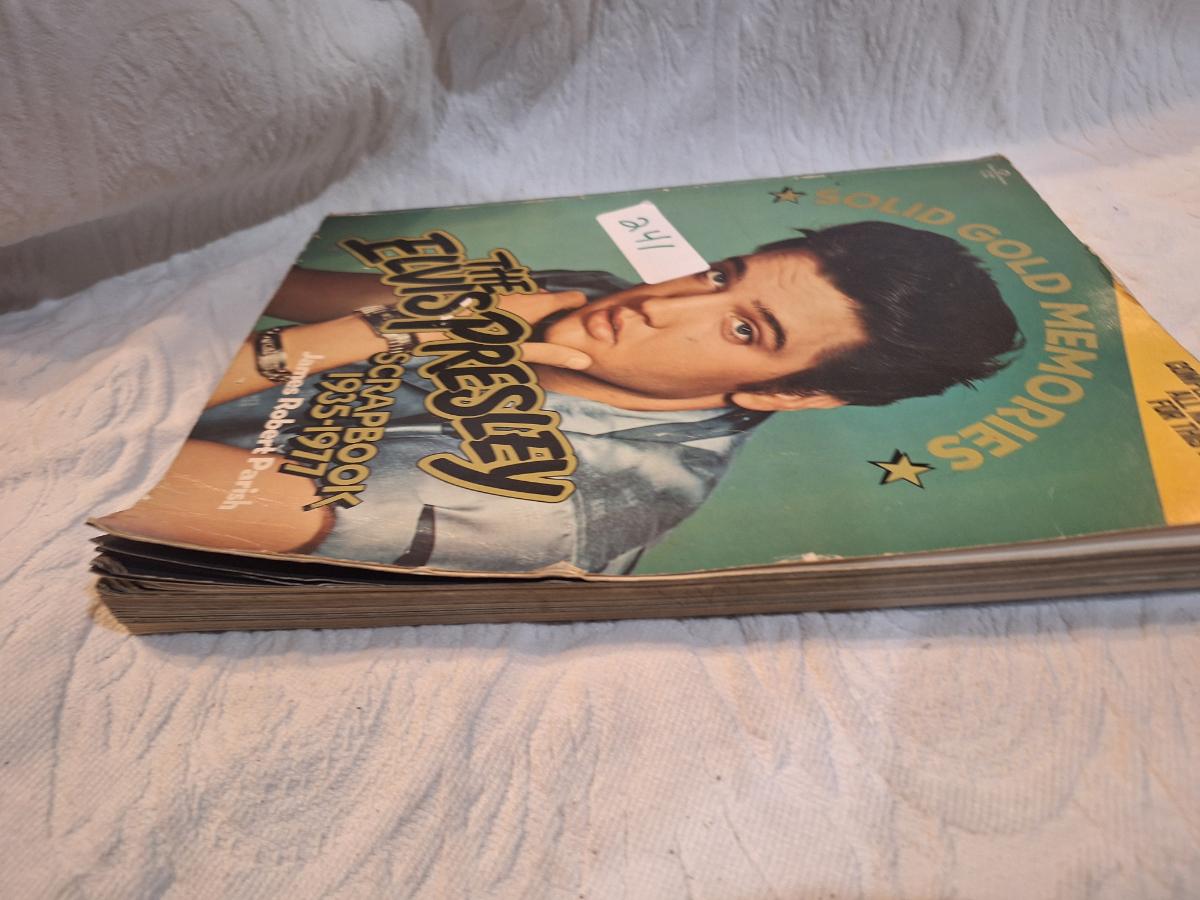 SOLID GOLD MEMORIES
241
THE
ELVIS PRESLEY
SCRAPBOOK
1935-1977
James Robert Parish